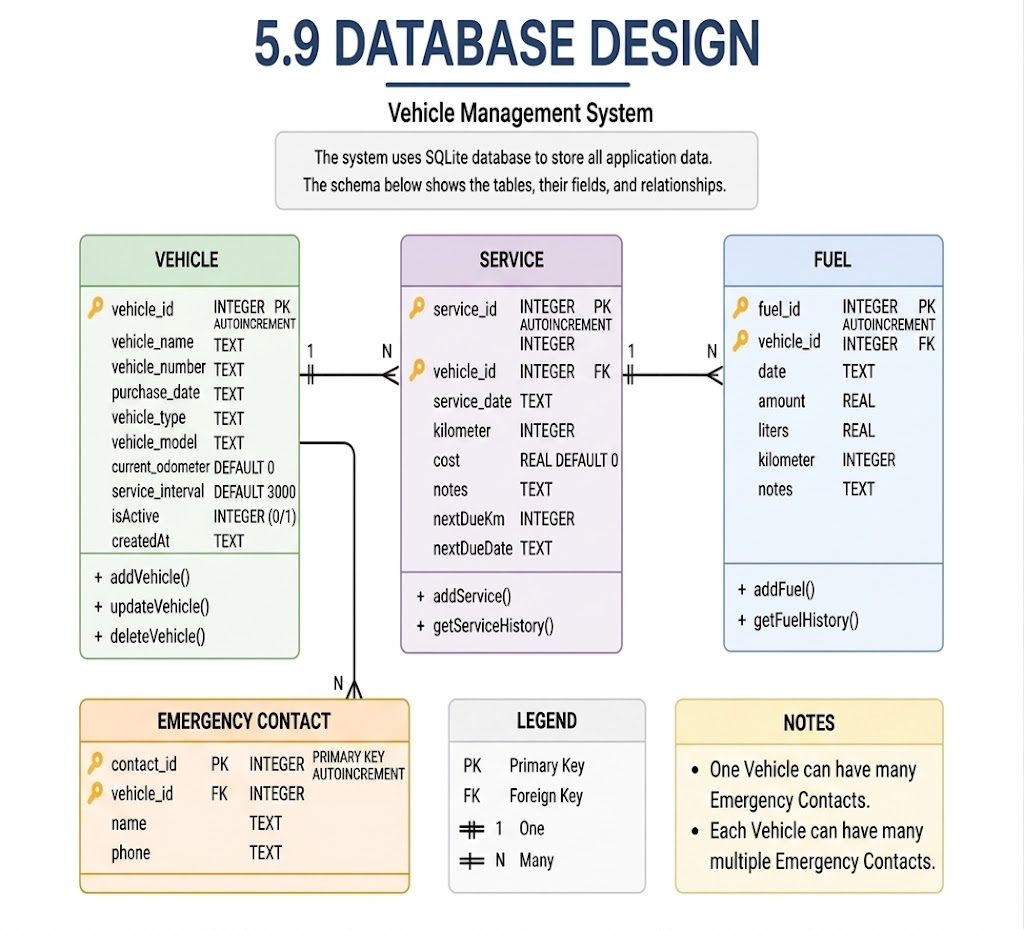 5.9 DATABASE DESIGN
Vehicle Management System
The system uses SQLite database to store all application data.
The schema below shows the tables, their fields, and relationships.
VEHICLE
vehicle_id INTEGER PK
AUTOINCREMENT
vehicle_name TEXT
vehicle_number TEXT
purchase_date TEXT
vehicle_type TEXT
vehicle_model TEXT
current_odometer DEFAULT 0
service_interval DEFAULT 3000
isActive INTEGER (0/1)
createdAt TEXT
+ addVehicle()
+ updateVehicle()
+ deleteVehicle()
1 N
SERVICE
service_id INTEGER PK
AUTOINCREMENT
INTEGER
vehicle_id INTEGER FK
service_date TEXT
kilometer INTEGER
cost REAL DEFAULT 0
notes TEXT
nextDueKm INTEGER
nextDueDate TEXT
+ addService()
+ getServiceHistory()
1 N
FUEL
fuel_id INTEGER PK
AUTOINCREMENT
vehicle_id INTEGER FK
date TEXT
amount REAL
liters REAL
kilometer INTEGER
notes TEXT
+ addFuel()
+ getFuelHistory()
N
EMERGENCY CONTACT
contact_id PK INTEGER PRIMARY KEY
AUTOINCREMENT
vehicle_id FK INTEGER
name TEXT
phone TEXT
LEGEND
PK Primary Key
FK Foreign Key
1 One
N Many
NOTES
• One Vehicle can have many
Emergency Contacts.
• Each Vehicle can have many
multiple Emergency Contacts.